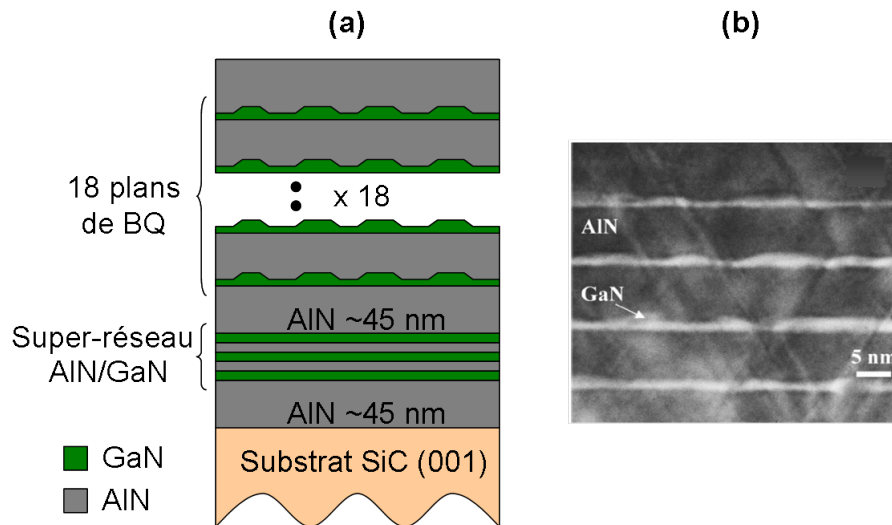 (a)
(b)
18 plans
de BQ
x 18
AlN ~45 nm
Super-réseau
AlN/GaN
AlN ~45 nm
Substrat SiC (001)
GaN
AlN
AlN
GaN
5 nm